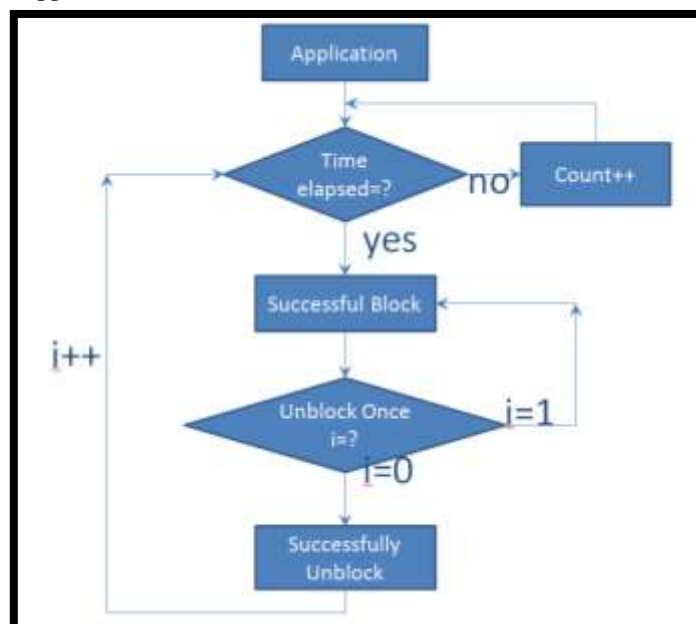 Application
Time
elapsed=?
no
Count++
yes
Successful Block
i++
Unblock Once
i=?
i=1
i=0
Successfully
Unblock